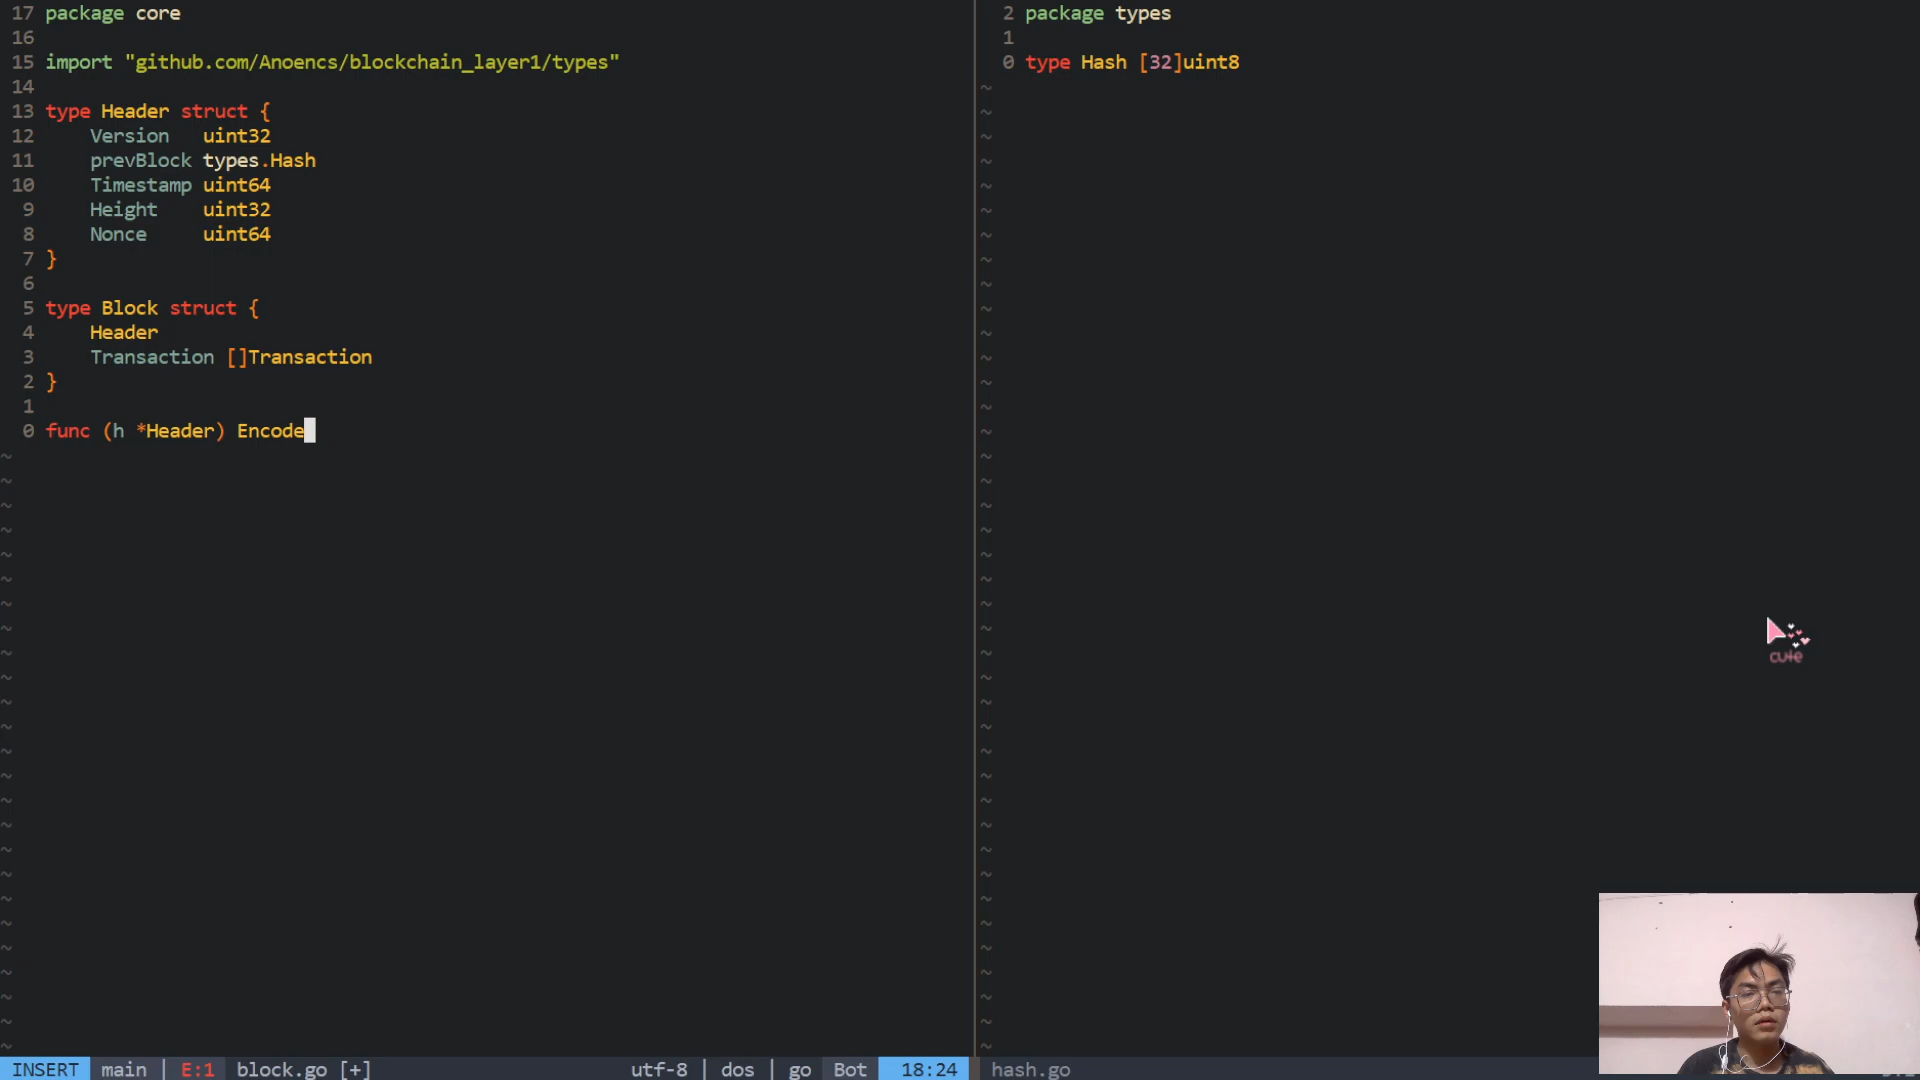 17 package core
16
15 import "github.com/Anoencs/blockchain_layer1/types"
14
13 type Header struct {
12 Version uint32
11 prevBlock types.Hash
10 Timestamp uint64
9 Height uint32
8 Nonce uint64
7 }
6
5 type Block struct {
4 Header
3 Transaction []Transaction
2 }
1
0 func (h *Header) Encode
2 package types
1
0 type Hash [32]uint8
cute
INSERT main | E:1 block.go [+] utf-8 | dos | go Bot 18:24 hash.go